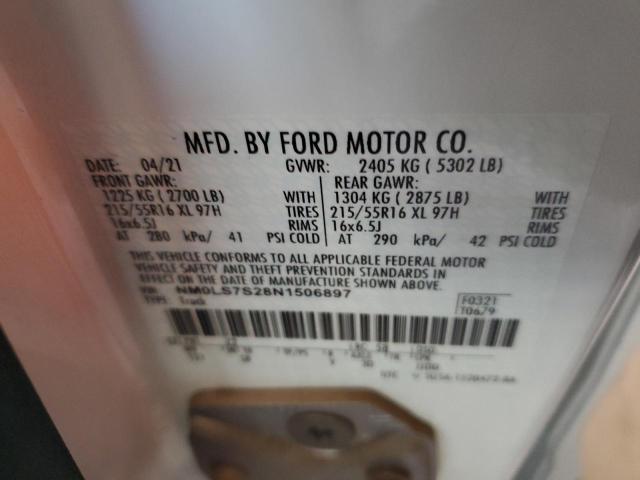 MFD. BY FORD MOTOR CO.
DATE: 04/21 GVWR: 2405 KG ( 5302 LB)
FRONT GAWR: REAR GAWR:
1225 KG ( 2700 LB) WITH 1304 KG ( 2875 LB) WITH
215/55R16 XL 97H TIRES 215/55R16 XL 97H TIRES
16x6.5J RIMS 16x6.5J RIMS
AT 280 kPa/ 41 PSI COLD AT 290 kPa/ 42 PSI COLD
THIS VEHICLE CONFORMS TO ALL APPLICABLE FEDERAL MOTOR
VEHICLE SAFETY AND THEFT PREVENTION STANDARDS IN
EFFECT ON THE DATE OF MANUFACTURE SHOWN ABOVE.
VIN: NM0LS7S28N1506897
TYPE: Truck
F0321
T0679